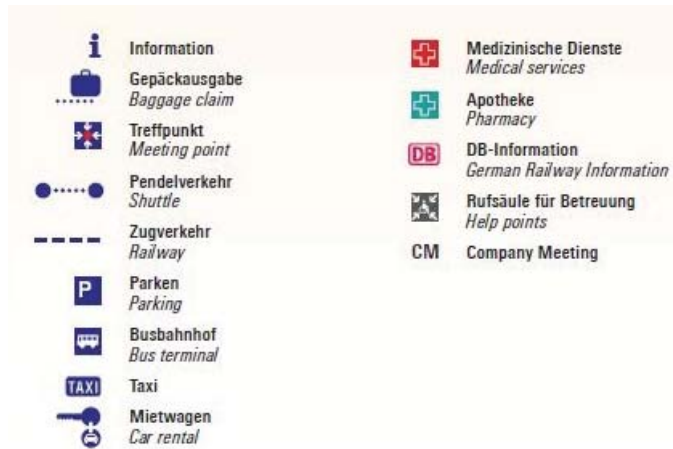 i Information
Gepäckausgabe
Baggage claim
Treffpunkt
Meeting point
Pendelverkehr
Shuttle
Zugverkehr
Railway
P Parken
Parking
Busbahnhof
Bus terminal
TAXI Taxi
Mietwagen
Car rental
Medizinische Dienste
Medical services
Apotheke
Pharmacy
DB DB-Information
German Railway Information
Rufsäule für Betreuung
Help points
CM Company Meeting